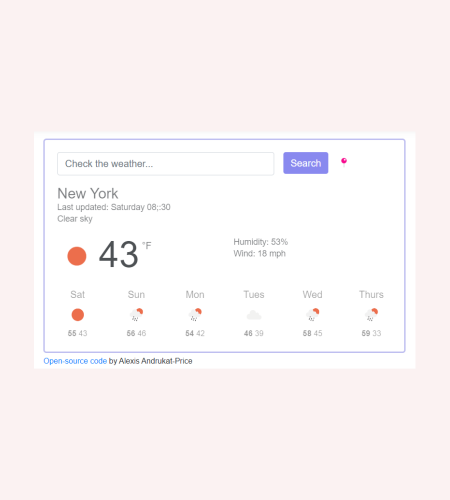 Check the weather...
Search
New York
Last updated: Saturday 08;:30
Clear sky
43 °F
Humidity: 53%
Wind: 18 mph
Sat Sun Mon Tues Wed Thurs
55 43 56 46 54 42 46 39 58 45 59 33
Open-source code by Alexis Andrukat-Price